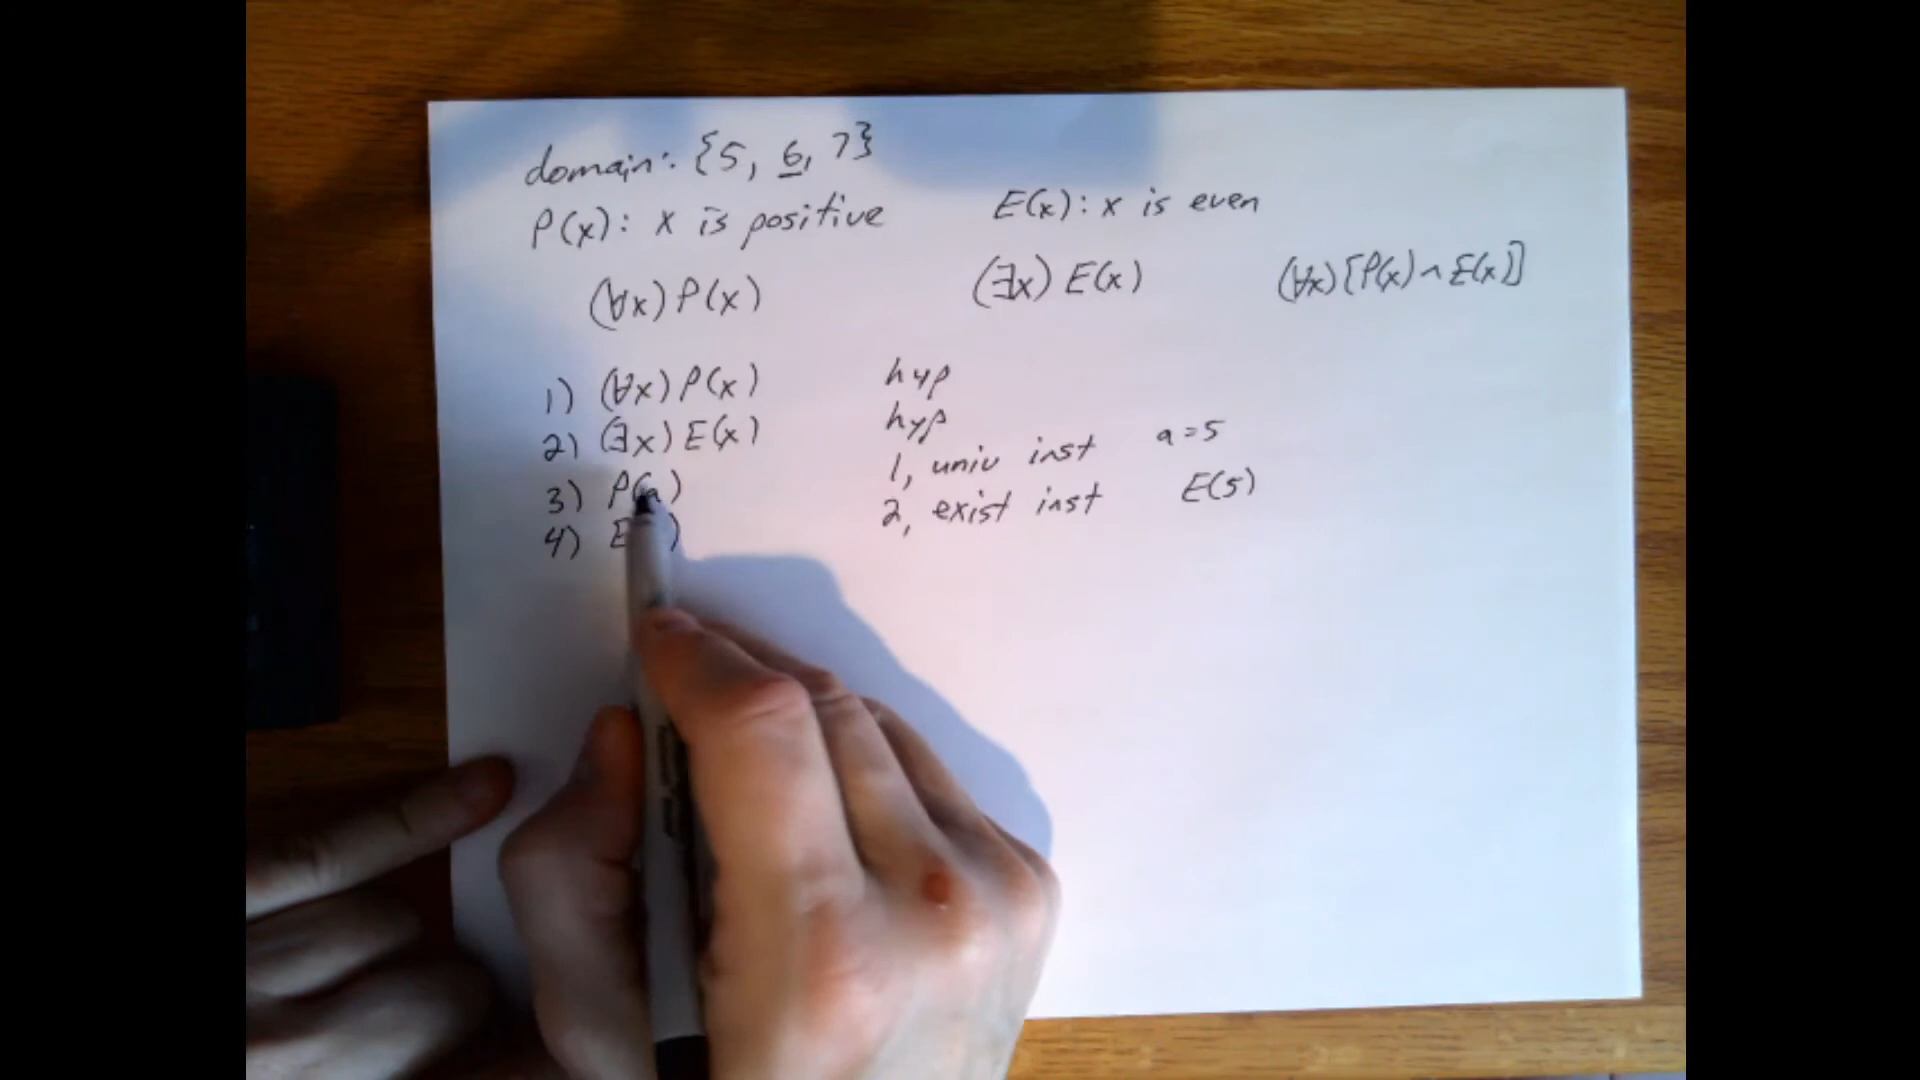 domain: {5, 6, 7}
P(x): x is positive
E(x): x is even
(∀x)P(x)
(∃x) E(x)
(∀x)[P(x)∧E(x)]
1) (∀x)P(x) hyp
2) (∃x)E(x) hyp
3) P(a) 1, univ inst a=5
4) E( ) 2, exist inst E(5)